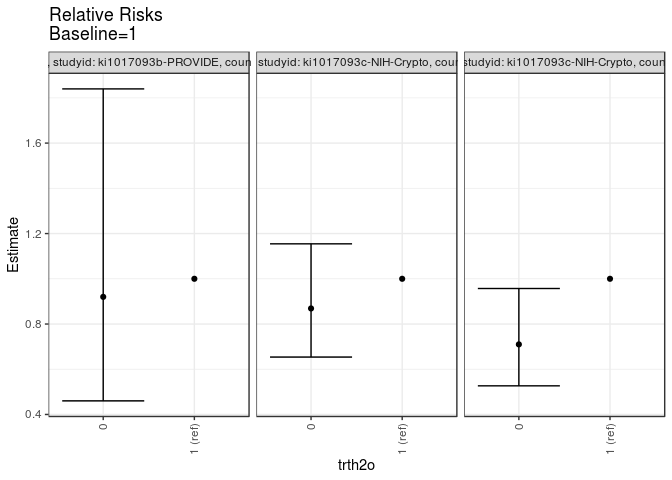 Relative Risks
Baseline=1
, studyid: ki1017093b-PROVIDE, coun
studyid: ki1017093c-NIH-Crypto, coun
studyid: ki1017093c-NIH-Crypto, coun
Estimate
1.6
1.2
0.8
0.4
0
1 (ref)
0
1 (ref)
0
1 (ref)
trth2o